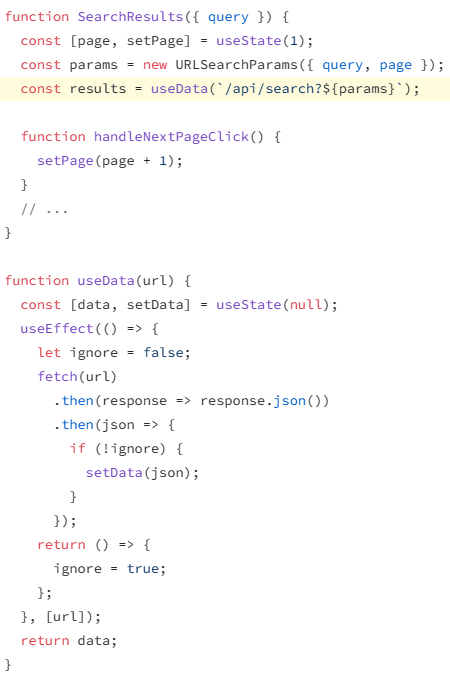 function SearchResults({ query }) {
  const [page, setPage] = useState(1);
  const params = new URLSearchParams({ query, page });
  const results = useData(`/api/search?${params}`);

  function handleNextPageClick() {
    setPage(page + 1);
  }
  // ...
}

function useData(url) {
  const [data, setData] = useState(null);
  useEffect(() => {
    let ignore = false;
    fetch(url)
      .then(response => response.json())
      .then(json => {
        if (!ignore) {
          setData(json);
        }
      });
    return () => {
      ignore = true;
    };
  }, [url]);
  return data;
}